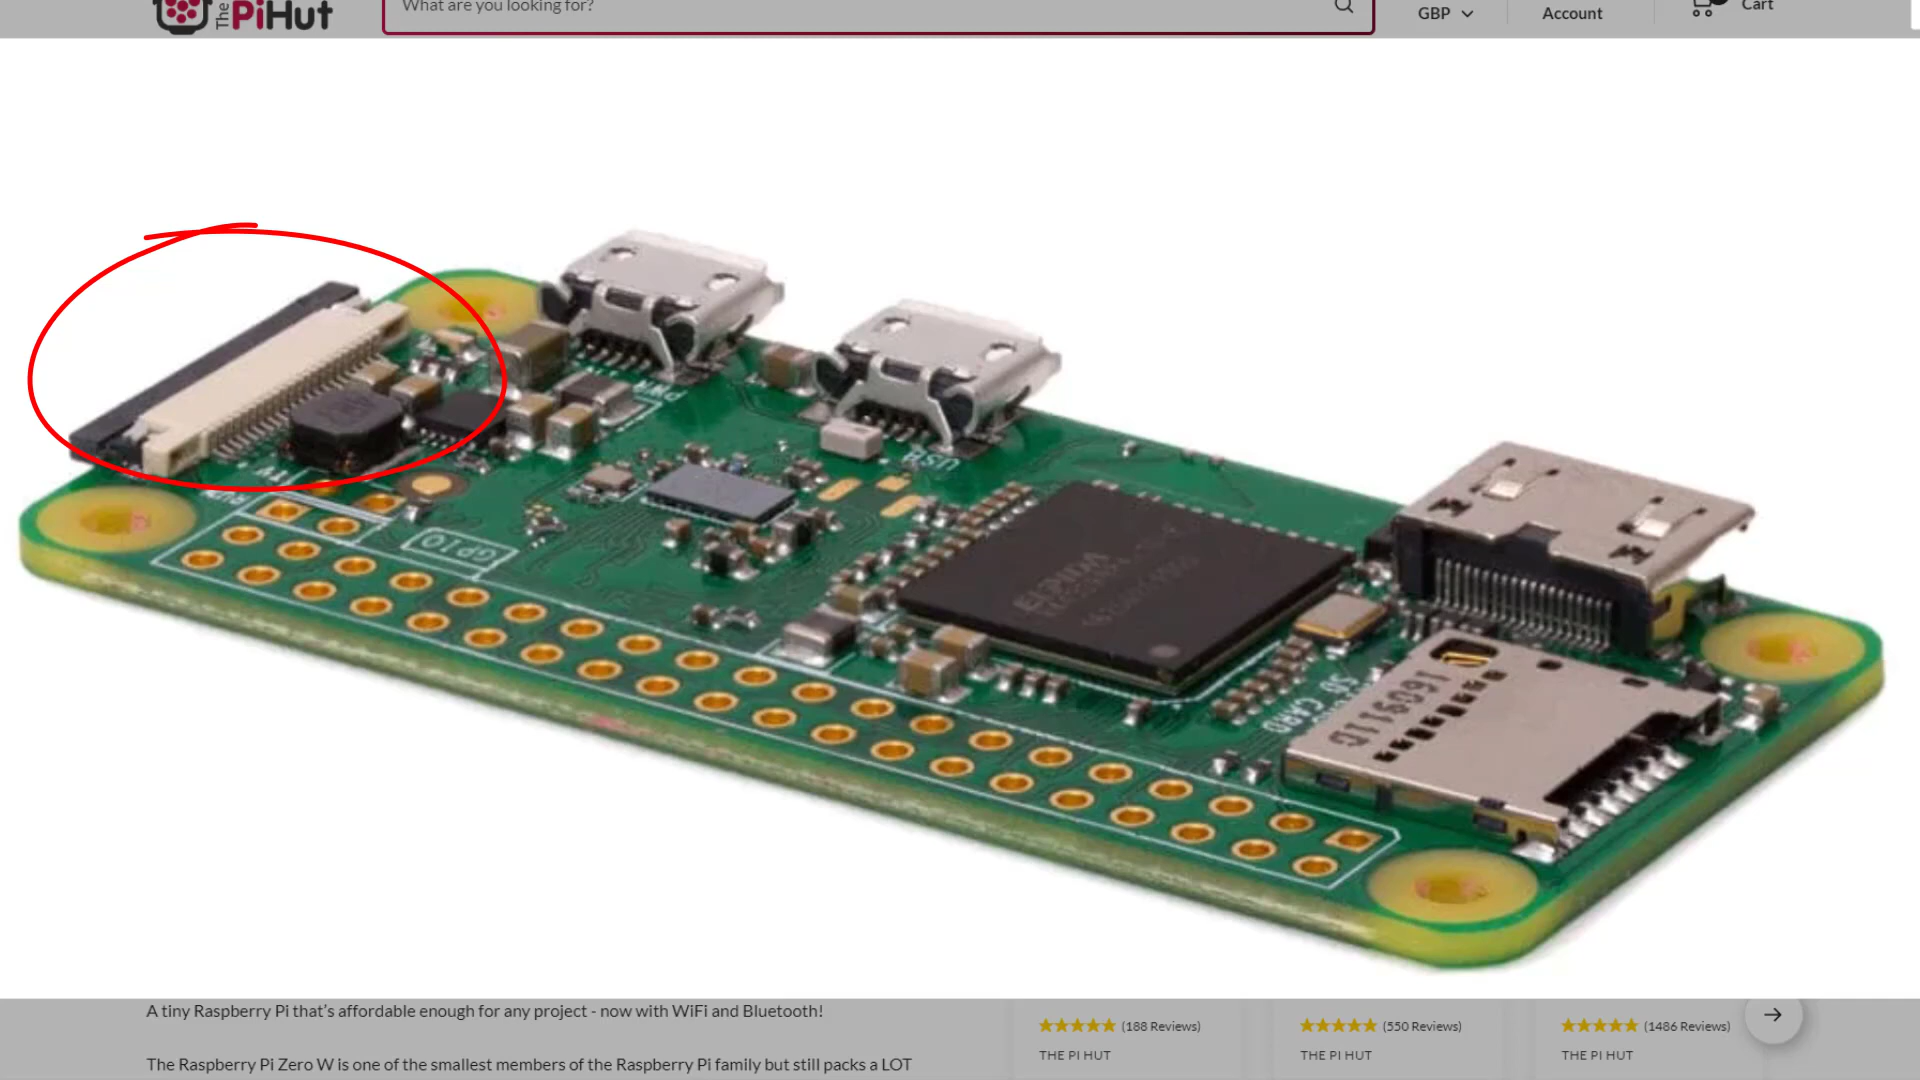 The PiHut
What are you looking for?
GBP
Account
Cart
PWR
USB
GPIO
ELPIDA
SD CARD
A tiny Raspberry Pi that's affordable enough for any project - now with WiFi and Bluetooth!
The Raspberry Pi Zero W is one of the smallest members of the Raspberry Pi family but still packs a LOT
(188 Reviews)
THE PI HUT
(550 Reviews)
THE PI HUT
(1486 Reviews)
THE PI HUT